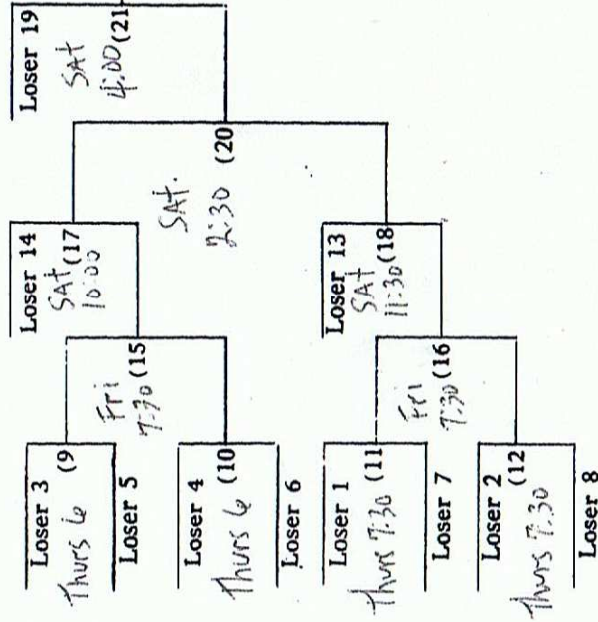 Loser 19
SAt
4:00 (21
(20
SAt.
2:30
Loser 14
SAt (17
10:00
Loser 13
SAt
11:30 (18
Fri
7:30 (15
Fri
7:30 (16
Loser 3
(9
Thurs 6
Loser 5
Loser 4
(10
Thurs 6
Loser 6
Loser 1
(11
Thurs 7:30
Loser 7
Loser 2
(12
Thurs 7:30
Loser 8